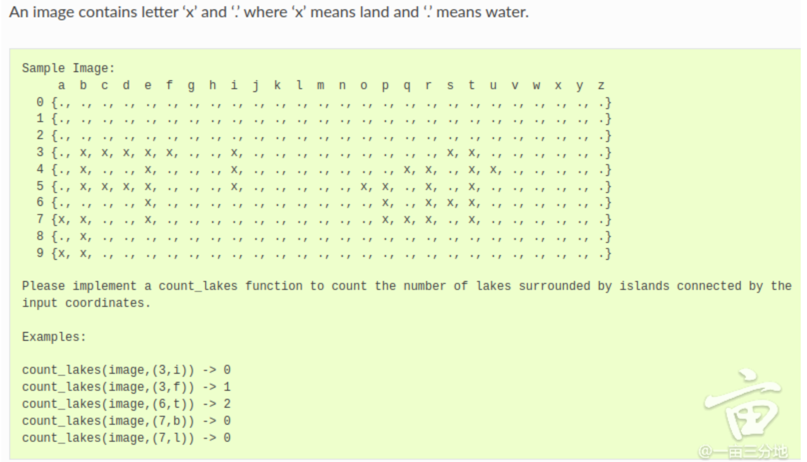 An image contains letter ‘x’ and ‘.’ where ‘x’ means land and ‘.’ means water.
Sample Image:
a b c d e f g h i j k l m n o p q r s t u v w x y z
0 {., ., ., ., ., ., ., ., ., ., ., ., ., ., ., ., ., ., ., ., ., ., ., ., ., .}
1 {., ., ., ., ., ., ., ., ., ., ., ., ., ., ., ., ., ., ., ., ., ., ., ., ., .}
2 {., ., ., ., ., ., ., ., ., ., ., ., ., ., ., ., ., ., ., ., ., ., ., ., ., .}
3 {., x, x, x, x, x, ., ., x, ., ., ., ., ., ., ., ., ., x, x, ., ., ., ., ., .}
4 {., x, ., ., x, ., ., ., x, ., ., ., ., ., ., ., x, x, ., x, x, ., ., ., ., .}
5 {., x, x, x, x, ., ., ., x, ., ., ., ., ., x, x, ., x, ., x, ., ., ., ., ., .}
6 {., ., ., ., x, ., ., ., ., ., ., ., ., ., ., x, ., x, x, x, ., ., ., ., ., .}
7 {x, x, ., ., x, ., ., ., ., ., ., ., ., ., ., x, x, x, ., x, ., ., ., ., ., .}
8 {., x, ., ., ., ., ., ., ., ., ., ., ., ., ., ., ., ., ., ., ., ., ., ., ., .}
9 {x, x, ., ., ., ., ., ., ., ., ., ., ., ., ., ., ., ., ., ., ., ., ., ., ., .}
Please implement a count_lakes function to count the number of lakes surrounded by islands connected by the
input coordinates.
Examples:
count_lakes(image,(3,i)) -> 0
count_lakes(image,(3,f)) -> 1
count_lakes(image,(6,t)) -> 2
count_lakes(image,(7,b)) -> 0
count_lakes(image,(7,l)) -> 0
亩
@一亩三分地